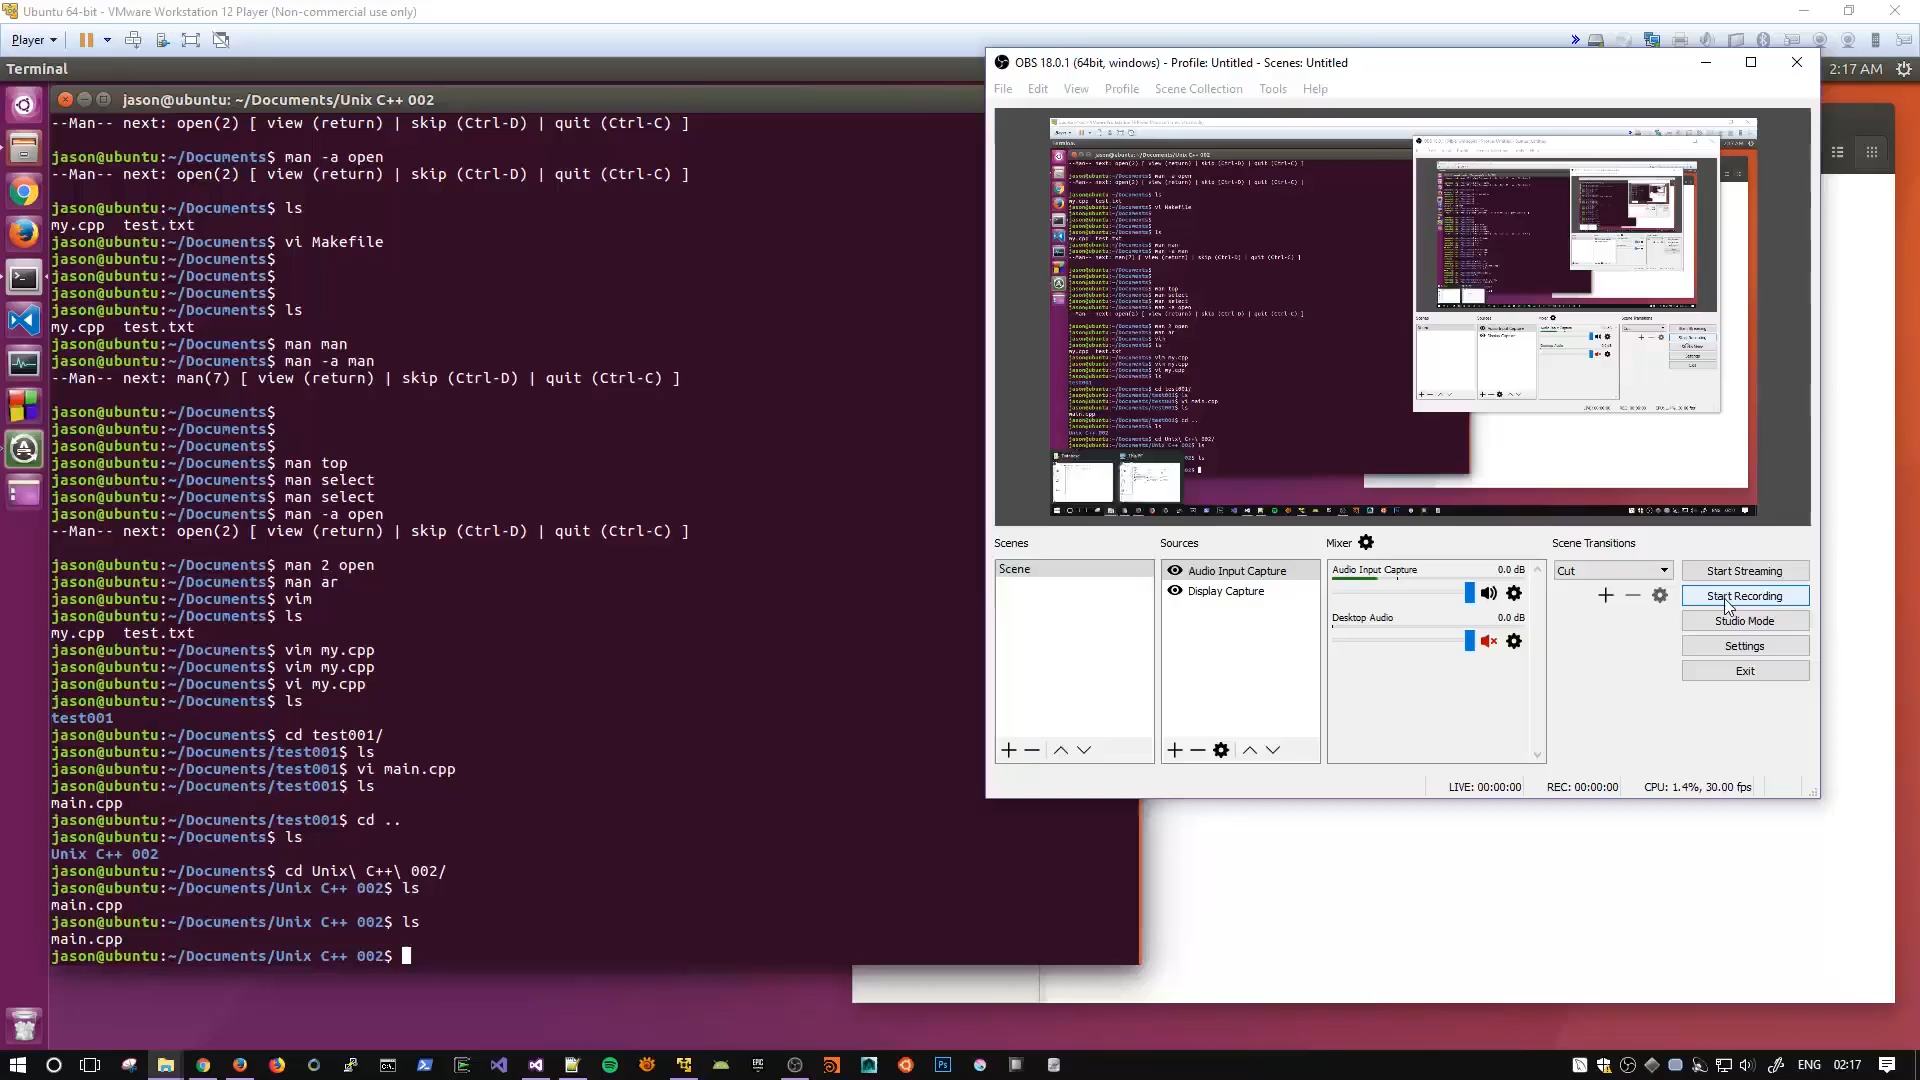 Ubuntu 64-bit - VMware Workstation 12 Player (Non-commercial use only)
Player
Terminal
2:17 AM
jason@ubuntu: ~/Documents/Unix C++ 002
--Man-- next: open(2) [ view (return) | skip (Ctrl-D) | quit (Ctrl-C) ]
jason@ubuntu:~/Documents$ man -a open
--Man-- next: open(2) [ view (return) | skip (Ctrl-D) | quit (Ctrl-C) ]
jason@ubuntu:~/Documents$ ls
my.cpp  test.txt
jason@ubuntu:~/Documents$ vi Makefile
jason@ubuntu:~/Documents$
jason@ubuntu:~/Documents$
jason@ubuntu:~/Documents$
jason@ubuntu:~/Documents$ ls
my.cpp  test.txt
jason@ubuntu:~/Documents$ man man
jason@ubuntu:~/Documents$ man -a man
--Man-- next: man(7) [ view (return) | skip (Ctrl-D) | quit (Ctrl-C) ]
jason@ubuntu:~/Documents$
jason@ubuntu:~/Documents$
jason@ubuntu:~/Documents$
jason@ubuntu:~/Documents$ man top
jason@ubuntu:~/Documents$ man select
jason@ubuntu:~/Documents$ man select
jason@ubuntu:~/Documents$ man -a open
--Man-- next: open(2) [ view (return) | skip (Ctrl-D) | quit (Ctrl-C) ]
jason@ubuntu:~/Documents$ man 2 open
jason@ubuntu:~/Documents$ man ar
jason@ubuntu:~/Documents$ vim
jason@ubuntu:~/Documents$ ls
my.cpp  test.txt
jason@ubuntu:~/Documents$ vim my.cpp
jason@ubuntu:~/Documents$ vim my.cpp
jason@ubuntu:~/Documents$ vi my.cpp
jason@ubuntu:~/Documents$ ls
test001
jason@ubuntu:~/Documents$ cd test001/
jason@ubuntu:~/Documents/test001$ ls
jason@ubuntu:~/Documents/test001$ vi main.cpp
jason@ubuntu:~/Documents/test001$ ls
main.cpp
jason@ubuntu:~/Documents/test001$ cd ..
jason@ubuntu:~/Documents$ ls
Unix C++ 002
jason@ubuntu:~/Documents$ cd Unix\ C++\ 002/
jason@ubuntu:~/Documents/Unix C++ 002$ ls
main.cpp
jason@ubuntu:~/Documents/Unix C++ 002$ ls
main.cpp
jason@ubuntu:~/Documents/Unix C++ 002$
OBS 18.0.1 (64bit, windows) - Profile: Untitled - Scenes: Untitled
File Edit View Profile Scene Collection Tools Help
Scenes
Scene
Sources
Audio Input Capture
Display Capture
Mixer
Audio Input Capture 0.0 dB
Desktop Audio 0.0 dB
Scene Transitions
Cut
Start Streaming
Start Recording
Studio Mode
Settings
Exit
LIVE: 00:00:00 REC: 00:00:00 CPU: 1.4%, 30.00 fps
ENG 02:17